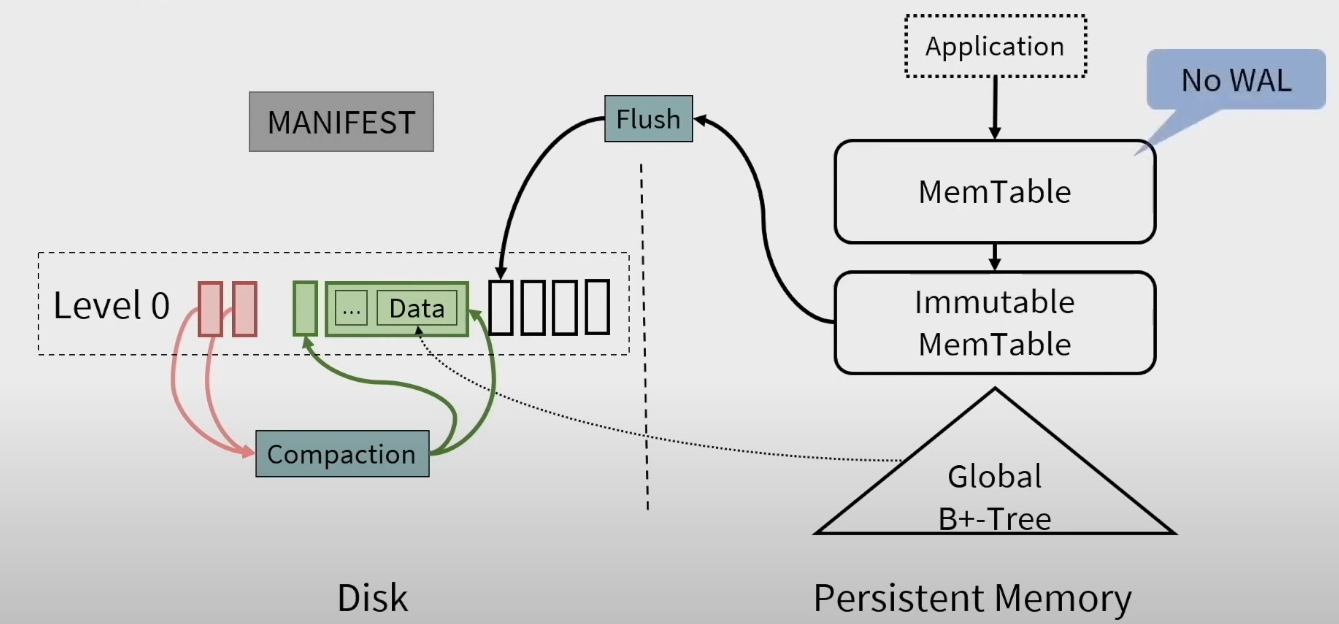 Application
No WAL
MANIFEST
Flush
MemTable
Level 0
...
Data
Immutable
MemTable
Compaction
Global
B+-Tree
Disk
Persistent Memory